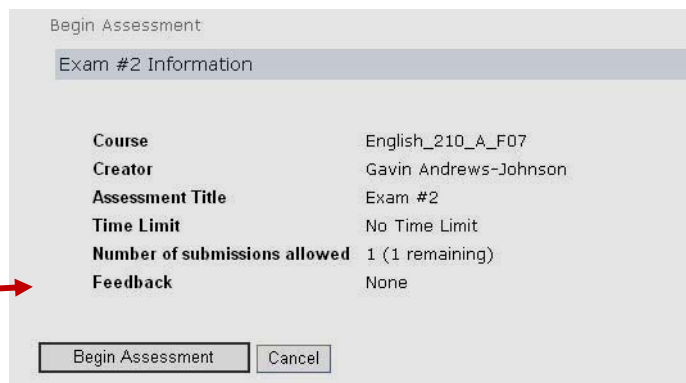 Begin Assessment
Exam #2 Information
Course English_210_A_F07
Creator Gavin Andrews-Johnson
Assessment Title Exam #2
Time Limit No Time Limit
Number of submissions allowed 1 (1 remaining)
Feedback None
Begin Assessment Cancel